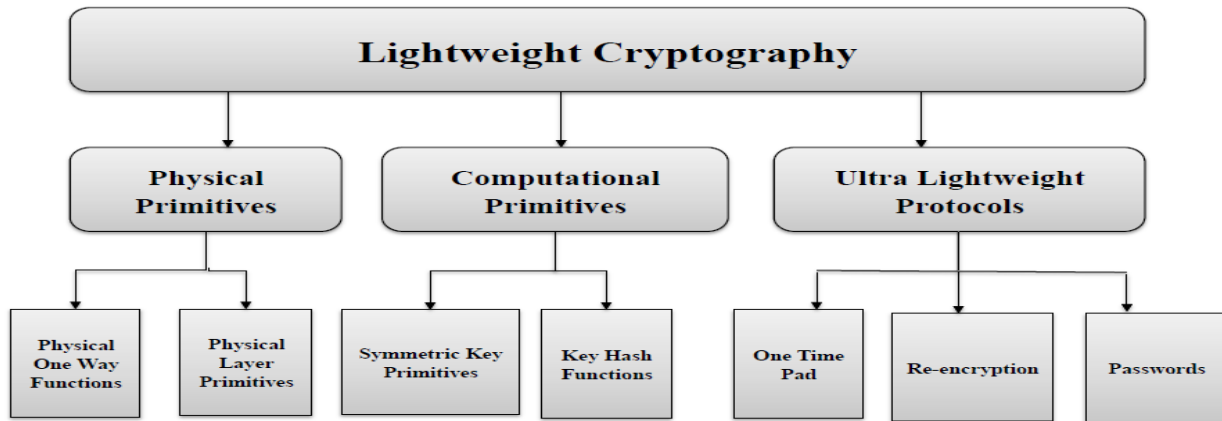 Lightweight Cryptography
Physical
Primitives
Computational
Primitives
Ultra Lightweight
Protocols
Physical
One Way
Functions
Physical
Layer
Primitives
Symmetric Key
Primitives
Key Hash
Functions
One Time
Pad
Re-encryption
Passwords